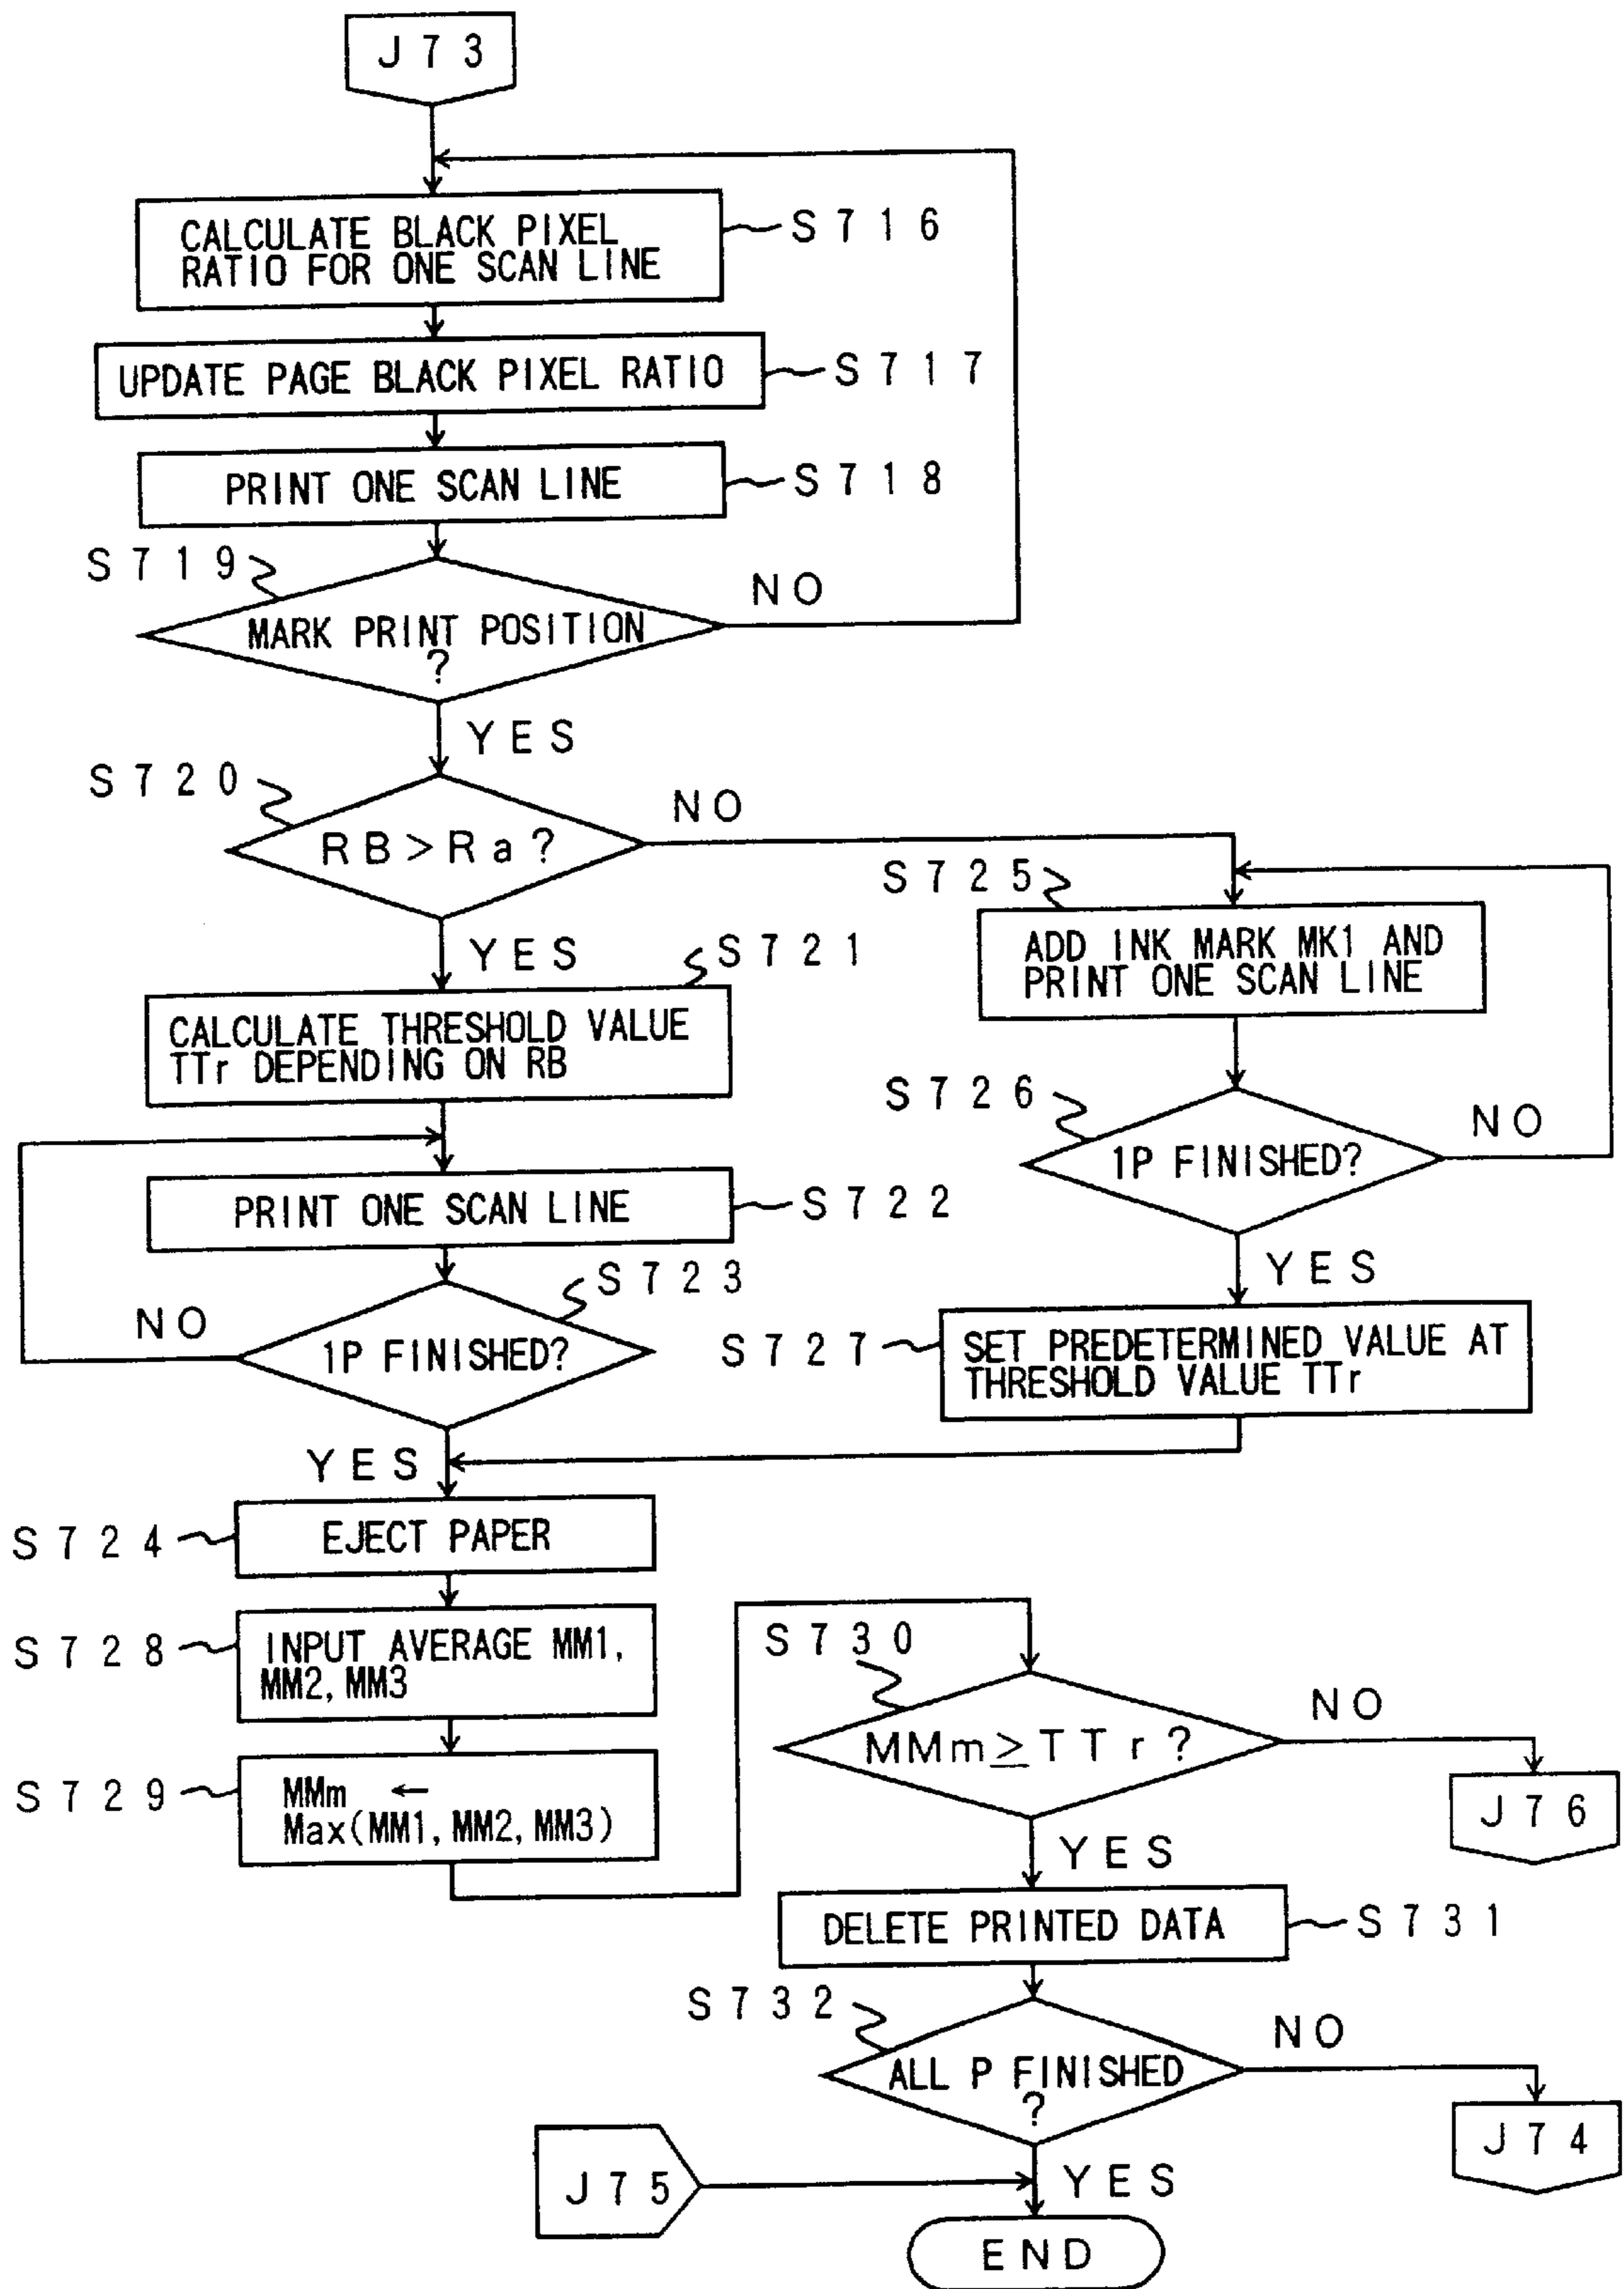 J73
CALCULATE BLACK PIXEL
RATIO FOR ONE SCAN LINE
S716
UPDATE PAGE BLACK PIXEL RATIO
S717
PRINT ONE SCAN LINE
S718
S719
MARK PRINT POSITION
?
NO
YES
S720
RB>Ra?
NO
YES
S721
CALCULATE THRESHOLD VALUE
TTr DEPENDING ON RB
S725
ADD INK MARK MK1 AND
PRINT ONE SCAN LINE
S726
1P FINISHED?
NO
YES
PRINT ONE SCAN LINE
S722
S723
1P FINISHED?
NO
YES
S727
SET PREDETERMINED VALUE AT
THRESHOLD VALUE TTr
S724
EJECT PAPER
S728
INPUT AVERAGE MM1,
MM2, MM3
S729
MMm ←
Max(MM1, MM2, MM3)
S730
MMm≥TTr?
NO
J76
YES
DELETE PRINTED DATA
S731
S732
ALL P FINISHED
?
NO
J74
J75
YES
END